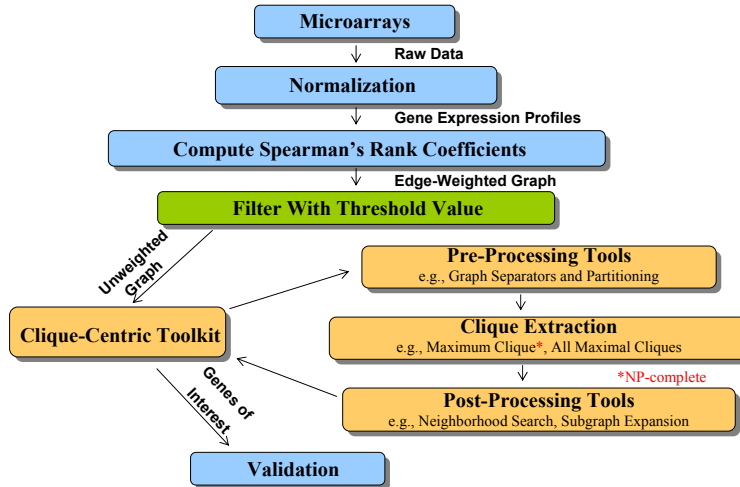 Microarrays
Raw Data
Normalization
Gene Expression Profiles
Compute Spearman's Rank Coefficients
Edge-Weighted Graph
Filter With Threshold Value
Unweighted
Graph
Pre-Processing Tools
e.g., Graph Separators and Partitioning
Clique-Centric Toolkit
Clique Extraction
e.g., Maximum Clique*, All Maximal Cliques
*NP-complete
Post-Processing Tools
e.g., Neighborhood Search, Subgraph Expansion
Genes of
Interest
Validation